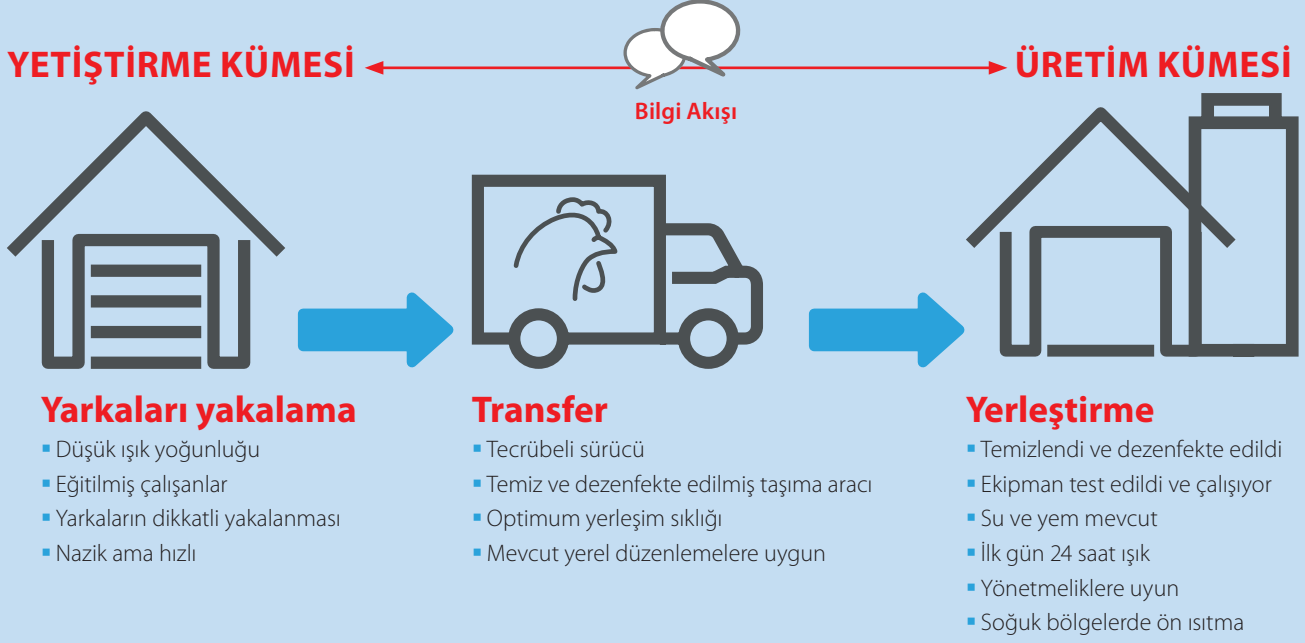 YETİŞTİRME KÜMESİ
Bilgi Akışı
ÜRETİM KÜMESİ
Yarkaları yakalama
▪ Düşük ışık yoğunluğu
▪ Eğitilmiş çalışanlar
▪ Yarkaların dikkatli yakalanması
▪ Nazik ama hızlı
Transfer
▪ Tecrübeli sürücü
▪ Temiz ve dezenfekte edilmiş taşıma aracı
▪ Optimum yerleşim sıklığı
▪ Mevcut yerel düzenlemelere uygun
Yerleştirme
▪ Temizlendi ve dezenfekte edildi
▪ Ekipman test edildi ve çalışıyor
▪ Su ve yem mevcut
▪ İlk gün 24 saat ışık
▪ Yönetmeliklere uyun
▪ Soğuk bölgelerde ön ısıtma